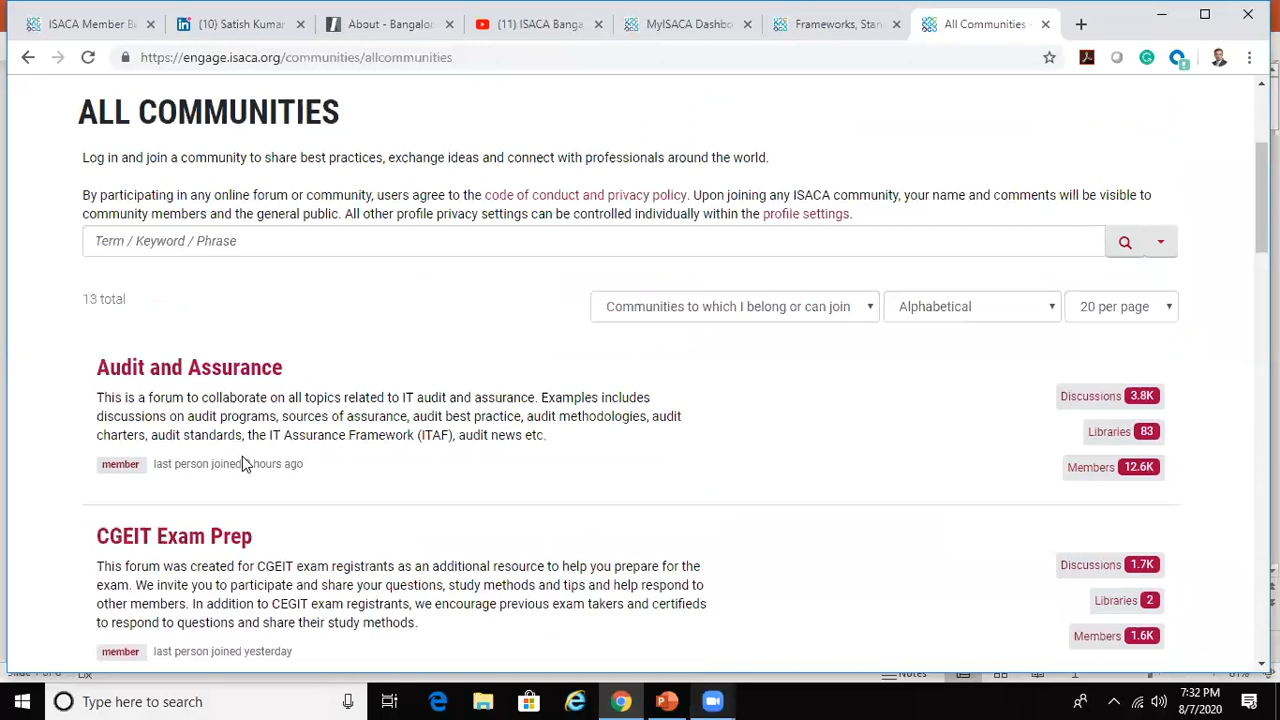 ISACA Member Be
(10) Satish Kumar
About - Bangalor
(11) ISACA Banga
MyISACA Dashbo
Frameworks, Stan
All Communities -
https://engage.isaca.org/communities/allcommunities
ALL COMMUNITIES
Log in and join a community to share best practices, exchange ideas and connect with professionals around the world.
By participating in any online forum or community, users agree to the code of conduct and privacy policy. Upon joining any ISACA community, your name and comments will be visible to
community members and the general public. All other profile privacy settings can be controlled individually within the profile settings.
Term / Keyword / Phrase
13 total
Communities to which I belong or can join
Alphabetical
20 per page
Audit and Assurance
This is a forum to collaborate on all topics related to IT audit and assurance. Examples includes
discussions on audit programs, sources of assurance, audit best practice, audit methodologies, audit
charters, audit standards, the IT Assurance Framework (ITAF), audit news etc.
member last person joined hours ago
Discussions 3.8K
Libraries 83
Members 12.6K
CGEIT Exam Prep
This forum was created for CGEIT exam registrants as an additional resource to help you prepare for the
exam. We invite you to participate and share your questions, study methods and tips and help respond to
other members. In addition to CEGIT exam registrants, we encourage previous exam takers and certifieds
to respond to questions and share their study methods.
member last person joined yesterday
Discussions 1.7K
Libraries 2
Members 1.6K
Notes
Type here to search
7:32 PM
8/7/2020